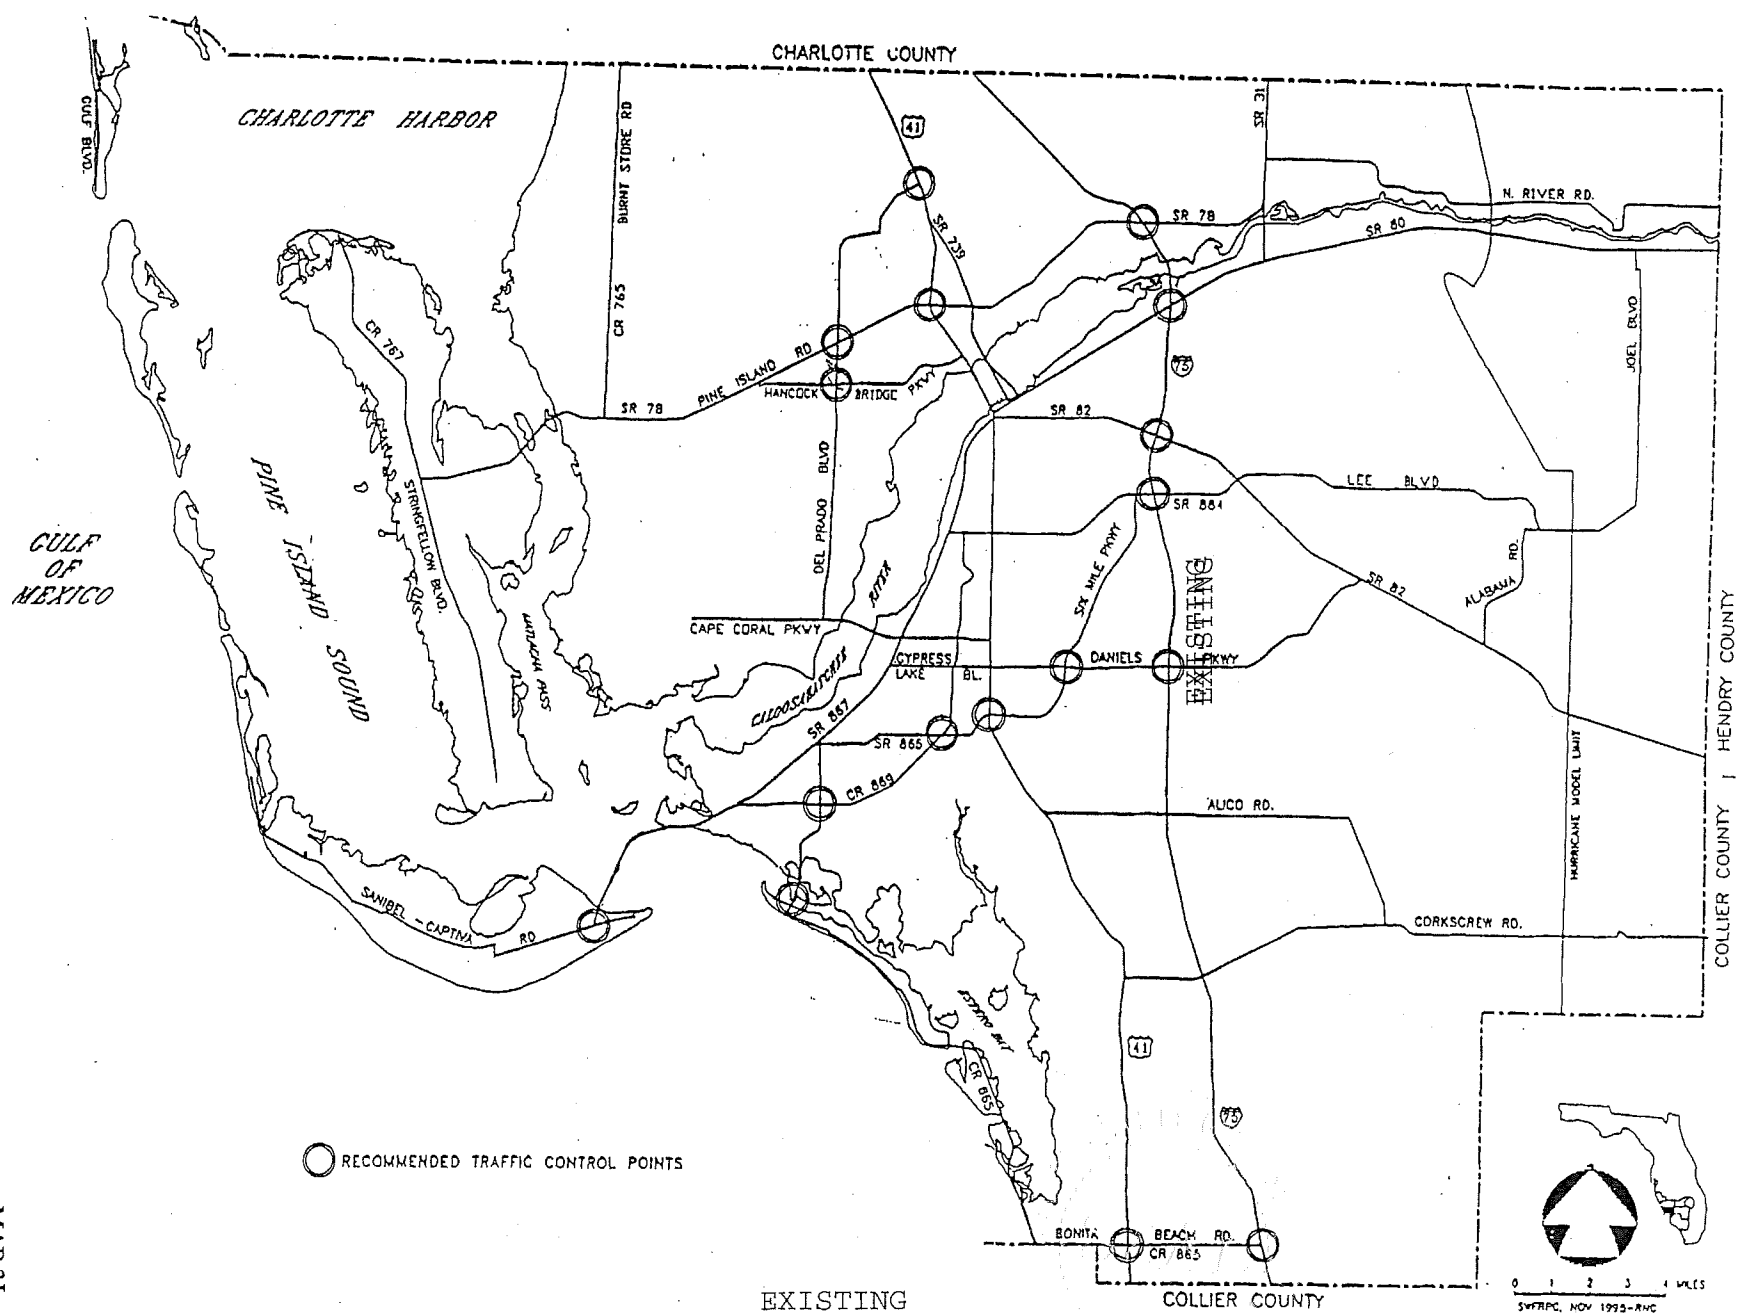 CHARLOTTE COUNTY
CHARLOTTE HARBOR
GULF BLVD.
BURNT STORE RD
CR 765
41
SR 739
SR 31
SR 78
N. RIVER RD.
SR 80
CR 767
PINE ISLAND RD
SR 78
HANCOCK BRIDGE PKWY
75
JOEL BLVD
SR 82
LEE BLVD
SR 884
DEL PRADO BLVD
STRINGFELLOW BLVD.
PINE ISLAND SOUND
GULF
OF
MEXICO
MATLACHA PASS
CALOOSAHATCHEE RIVER
SIX MILE PKWY
EXISTING
EXISTING
SR 82
ALABAMA RD.
CAPE CORAL PKWY
CYPRESS
LAKE BL.
DANIELS PKWY
SR 867
SR 865
CR 869
ALICO RD.
HURRICANE MODEL LIMIT
COLLIER COUNTY | HENDRY COUNTY
SANIBEL - CAPTIVA RD
CORKSCREW RD.
ESTERO BAY
CR 865
41
75
RECOMMENDED TRAFFIC CONTROL POINTS
BONITA BEACH RD.
CR 865
COLLIER COUNTY
0 1 2 3 4 MILES
SWFRPC, NOV 1995-RNC
EXISTING